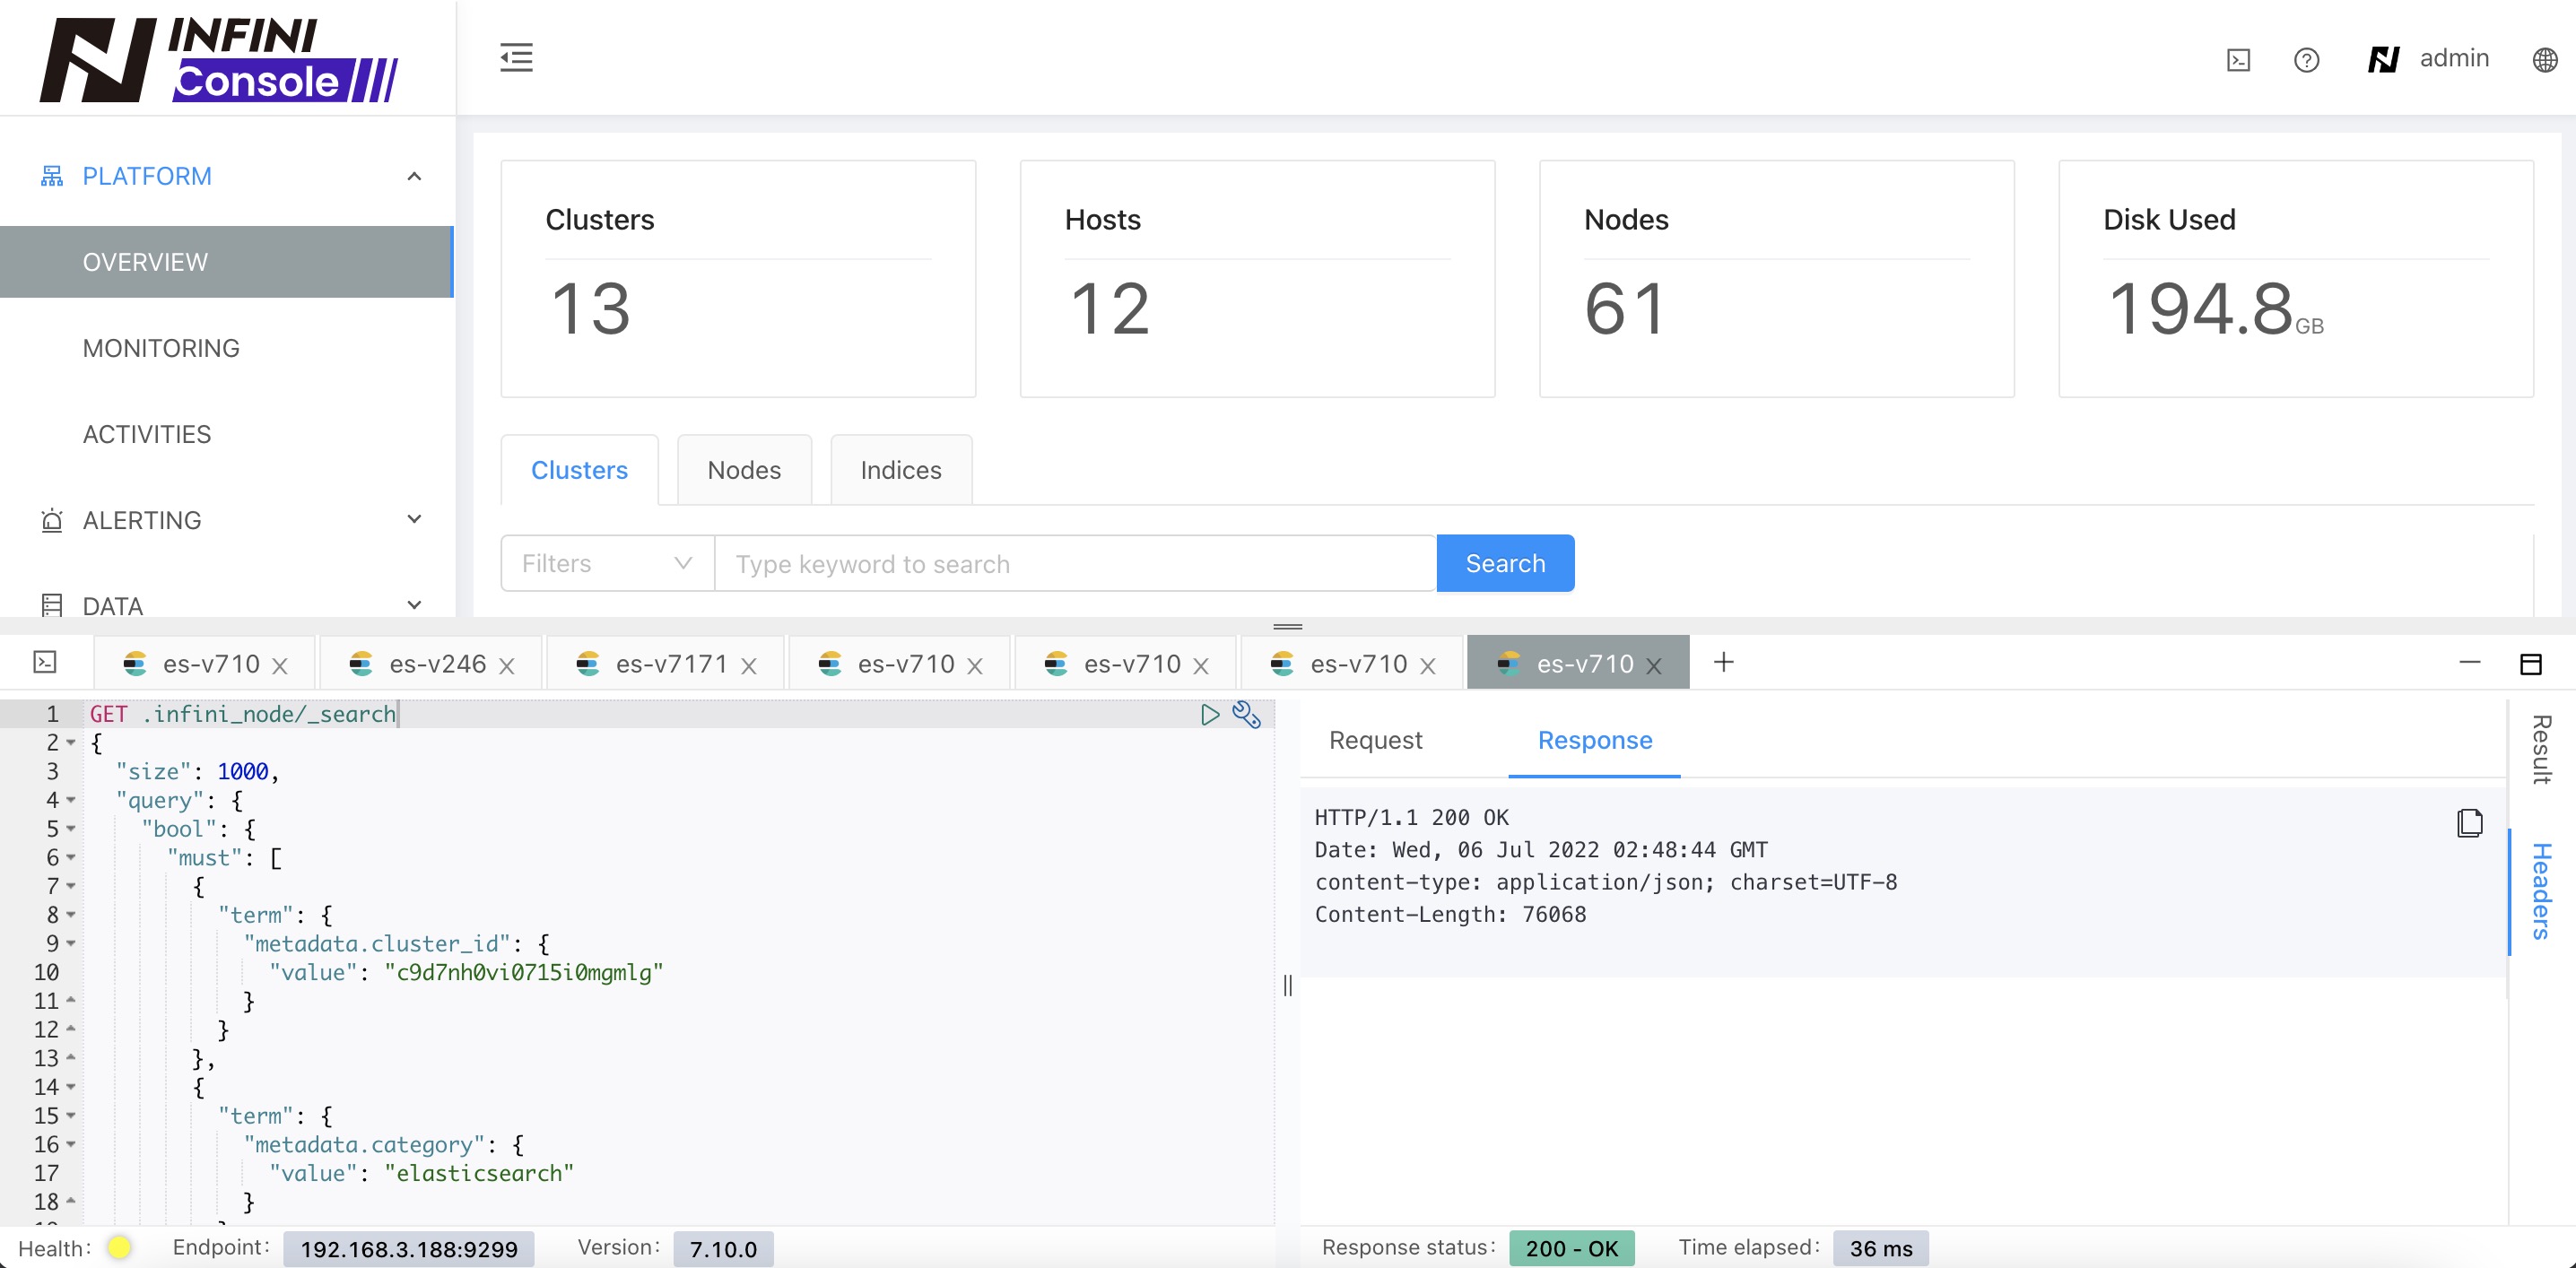 INFINI
Console
admin
PLATFORM
OVERVIEW
MONITORING
ACTIVITIES
ALERTING
DATA
Clusters
13
Hosts
12
Nodes
61
Disk Used
194.8GB
Clusters Nodes Indices
Filters Type keyword to search Search
es-v710 x es-v246 x es-v7171 x es-v710 x es-v710 x es-v710 x es-v710 x +
1 GET .infini_node/_search
2 {
3 "size": 1000,
4 "query": {
5 "bool": {
6 "must": [
7 {
8 "term": {
9 "metadata.cluster_id": {
10 "value": "c9d7nh0vi0715i0mgmlg"
11 }
12 }
13 },
14 {
15 "term": {
16 "metadata.category": {
17 "value": "elasticsearch"
18 }
Request Response
HTTP/1.1 200 OK
Date: Wed, 06 Jul 2022 02:48:44 GMT
content-type: application/json; charset=UTF-8
Content-Length: 76068
Result
Headers
Health: Endpoint: 192.168.3.188:9299 Version: 7.10.0
Response status: 200 - OK Time elapsed: 36 ms